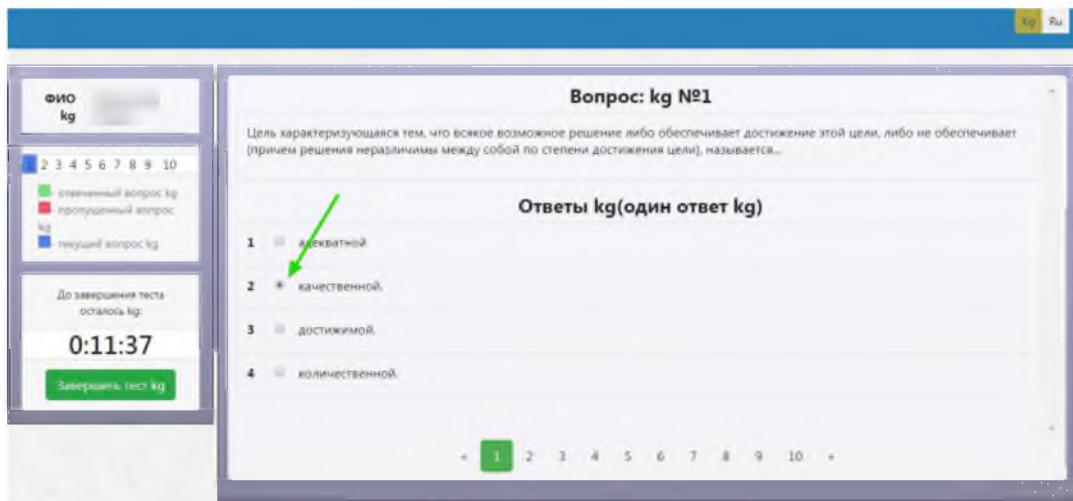 Kg Ru
ФИО
kg
1 2 3 4 5 6 7 8 9 10
- отвеченный вопрос kg
- пропущенный вопрос
kg
- текущий вопрос kg
До завершения теста
осталось kg:
0:11:37
Завершить тест kg
Вопрос: kg №1
Цель характеризующаяся тем, что всякое возможное решение либо обеспечивает достижение этой цели, либо не обеспечивает
(причем решения неразличимы между собой по степени достижения цели), называется...
Ответы kg(один ответ kg)
1 адекватной
2 качественной.
3 достижимой.
4 количественной.
« 1 2 3 4 5 6 7 8 9 10 »